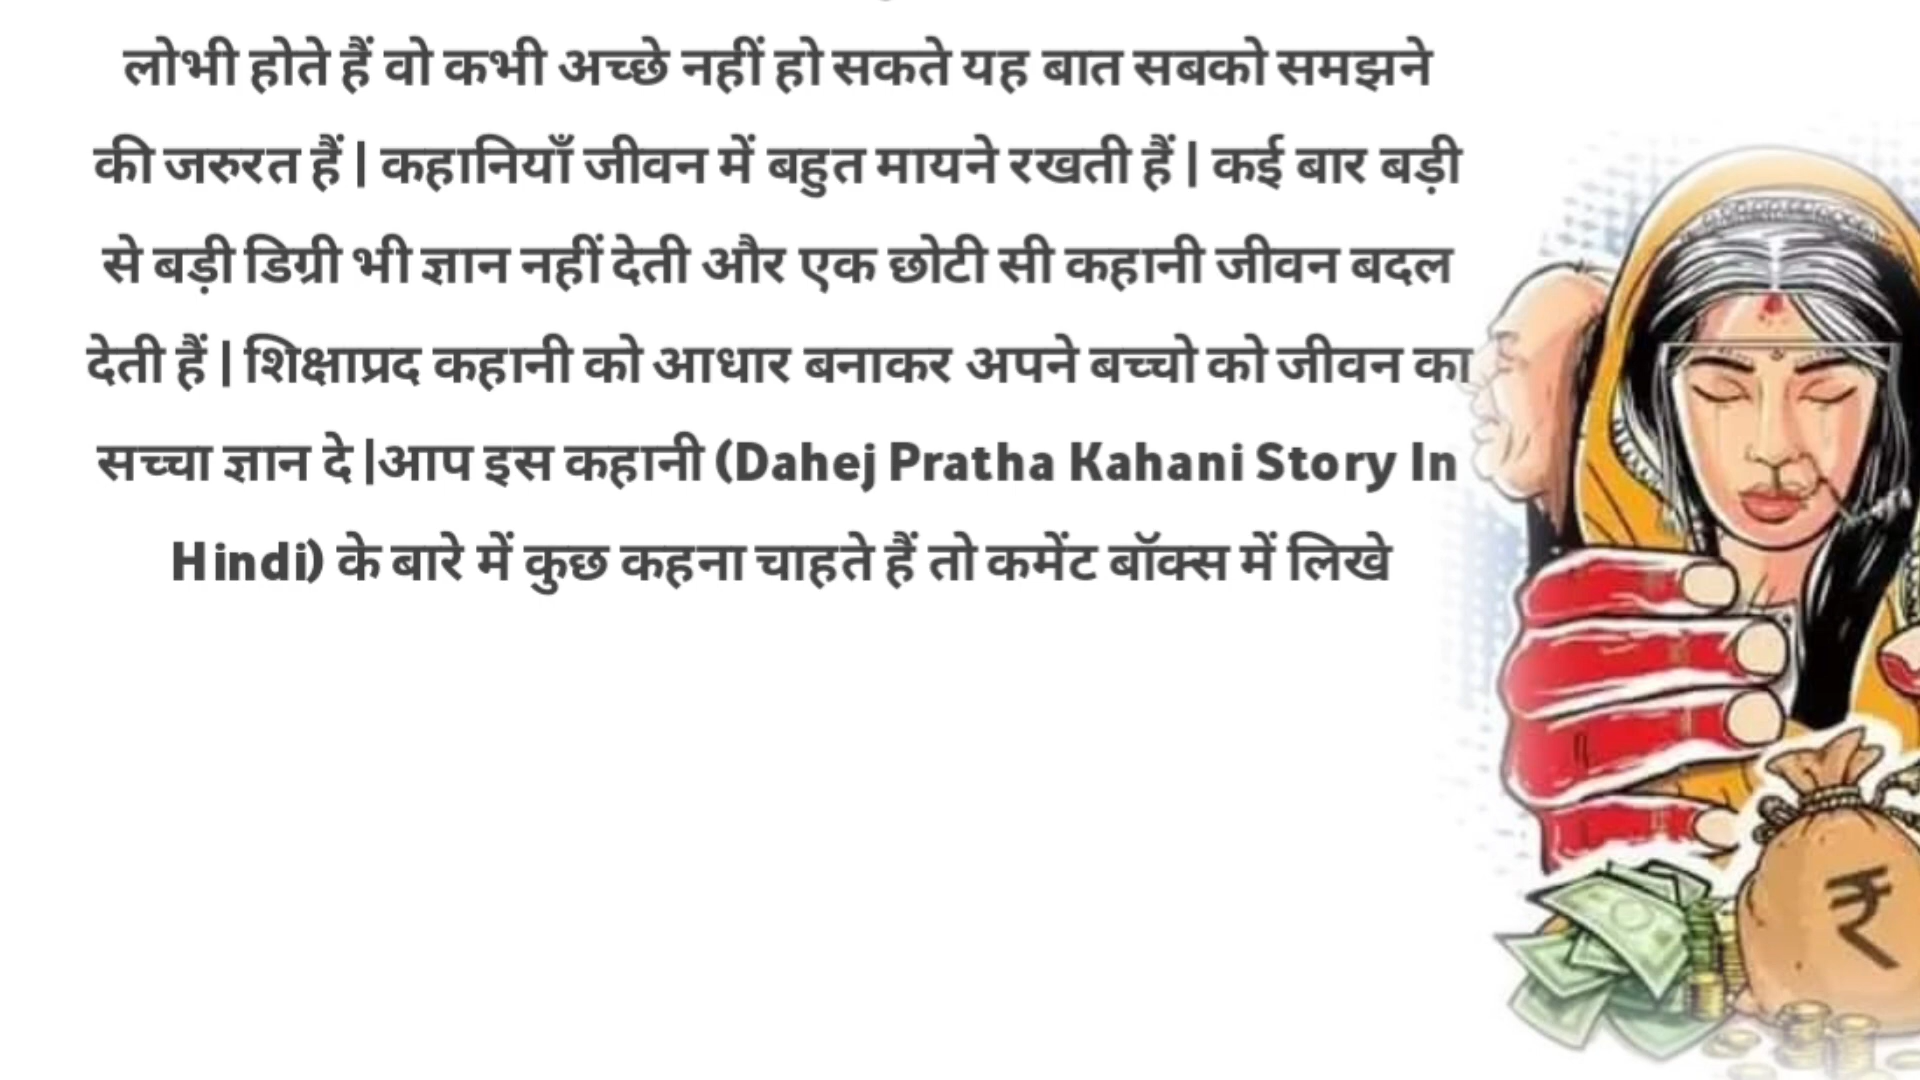 लोभी होते हैं वो कभी अच्छे नहीं हो सकते यह बात सबको समझने
की जरुरत हैं | कहानियाँ जीवन में बहुत मायने रखती हैं | कई बार बड़ी
से बड़ी डिग्री भी ज्ञान नहीं देती और एक छोटी सी कहानी जीवन बदल
देती हैं | शिक्षाप्रद कहानी को आधार बनाकर अपने बच्चो को जीवन का
सच्चा ज्ञान दे |आप इस कहानी (Dahej Pratha Kahani Story In
Hindi) के बारे में कुछ कहना चाहते हैं तो कमेंट बॉक्स में लिखे
₹